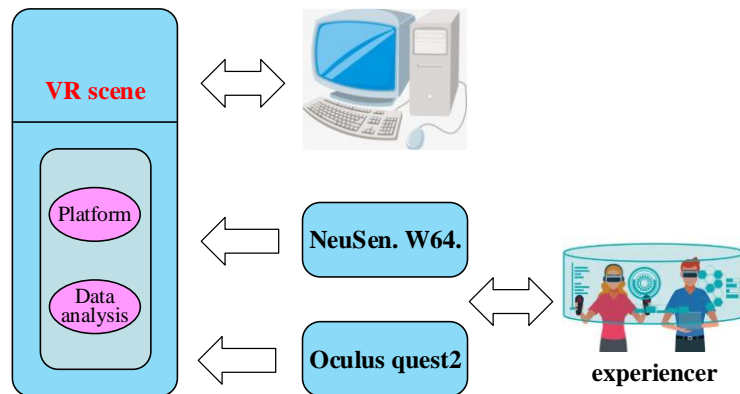 VR scene
Platform
NeuSen. W64.
Data
analysis
Oculus quest2
experiencer